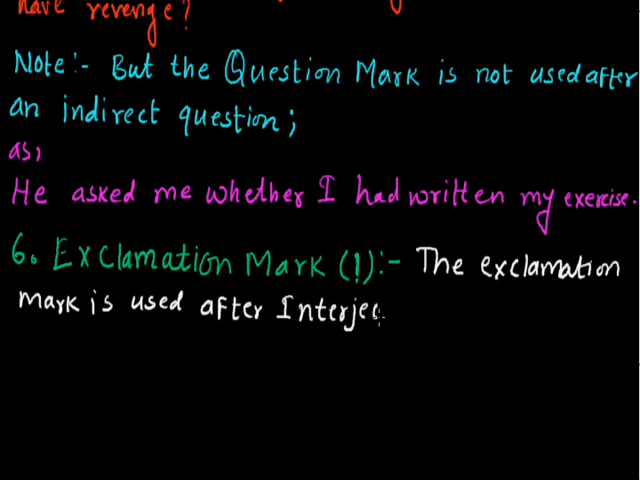 have revenge?
Note:- But the Question Mark is not used after
an indirect question;
as,
He asked me whether I had written my exercise.
6. Exclamation Mark (!):- The exclamation
mark is used after Interjec